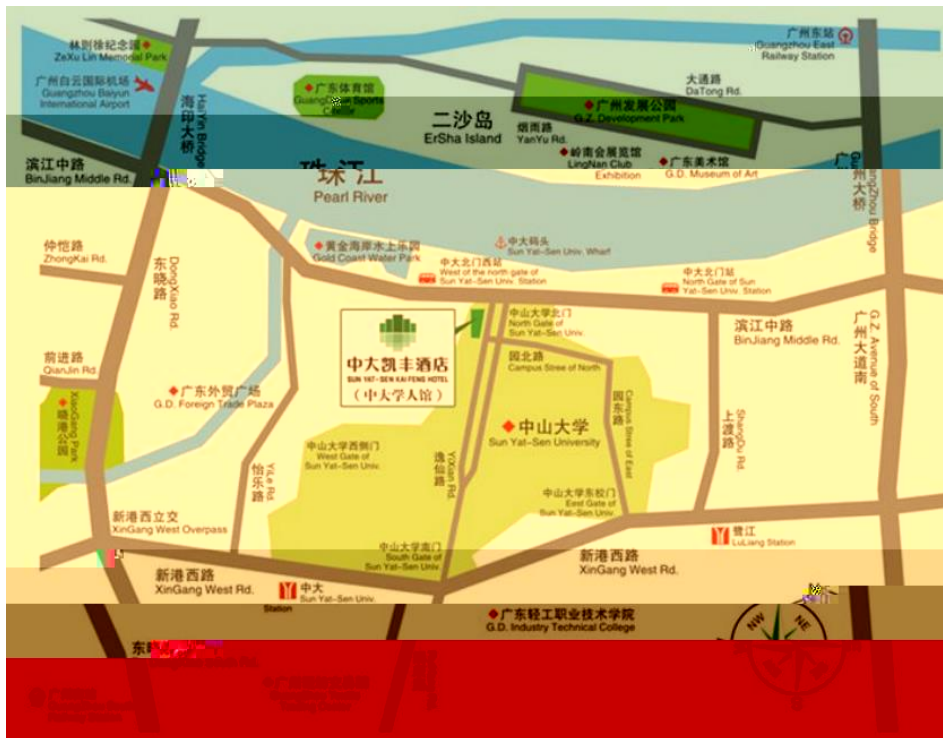 林则徐纪念园
ZeXu Lin Memorial Park
广州东站
Guangzhou East
Railway Station
广州白云国际机场
Guangzhou Baiyun
International Airport
海印大桥
HaiYin Bridge
广东体育馆
大通路
DaTong Rd.
广州发展公园
G.Z. Development Park
二沙岛
ErSha Island
烟雨路
YanYu Rd.
岭南会展览馆
LingNan Club
Exhibition
广东美术馆
G.D. Museum of Art
滨江中路
BinJiang Middle Rd.
珠江
Pearl River
仲恺路
ZhongKai Rd.
东晓路
DongXiao Rd.
黄金海岸水上乐园
Gold Coast Water Park
中大码头
Sun Yat-Sen Univ. Wharf
中大北门西站
West of the north gate of
Sun Yat-Sen Univ. Station
中大北门站
North Gate of Sun
Yat-Sen Univ. Station
中大凯丰酒店
SUN YAT-SEN KAI FENG HOTEL
(中大学人馆)
中山大学北门
North Gate of
Sun Yat-Sen Univ.
滨江中路
BinJiang Middle Rd.
广州大道南
G.Z. Avenue of South
前进路
QianJin Rd.
园北路
Campus Stree of North
广东外贸广场
G.D. Foreign Trade Plaza
晓港公园
XiaoGang Park
园东路
Campus Stree of East
中山大学
Sun Yat-Sen University
上渡路
ShangDu Rd.
中山大学西侧门
West Gate of
Sun Yat-Sen Univ.
怡乐路
YiLe Rd.
逸仙路
YiXian Rd.
中山大学东校门
East Gate of
Sun Yat-Sen Univ.
新港西立交
XinGang West Overpass
鹭江
LuLiang Station
中山大学南门
South Gate of
Sun Yat-Sen Univ.
新港西路
XinGang West Rd.
新港西路
XinGang West Rd.
中大
Sun Yat-Sen Univ.
Station
广东轻工职业技术学院
G.D. Industry Technical College
NW
NE